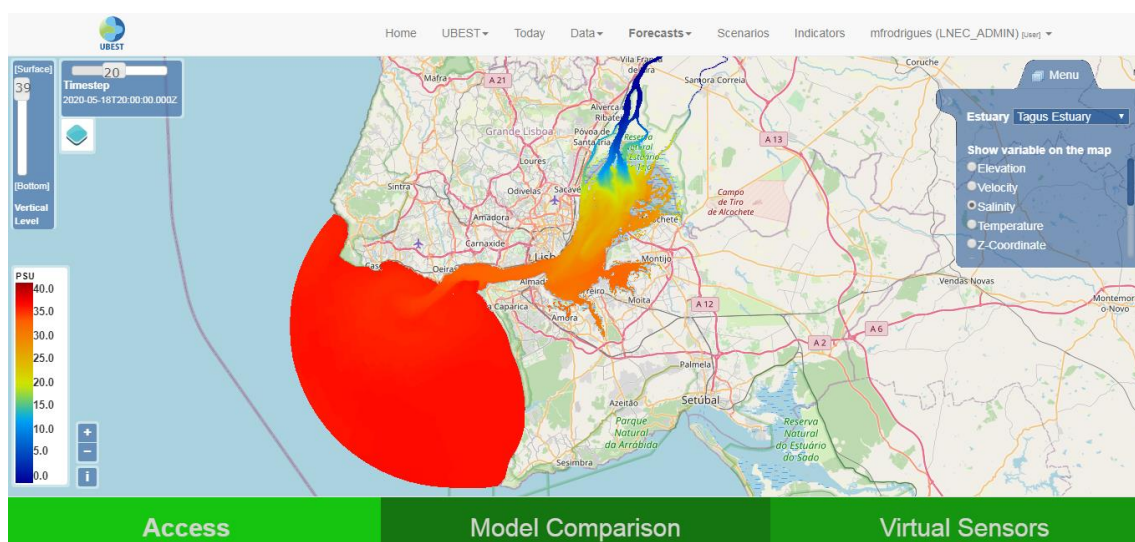 UBEST
Home UBEST Today Data Forecasts Scenarios Indicators mfrodrigues (LNEC_ADMIN) [User]
[Surface]
39
[Bottom]
Vertical
Level
20
Timestep
2020-05-18T20:00:00.000Z
Menu
Estuary Tagus Estuary
Show variable on the map
Elevation
Velocity
Salinity
Temperature
Z-Coordinate
PSU
40.0
35.0
30.0
25.0
20.0
15.0
10.0
5.0
0.0
+
−
i
Mafra
A 21
Samora Correia
Coruche
Grande Lisboa
Póvoa de
Santa Iria
A 13
Loures
Sintra
Odivelas
Campo
de Tiro
de Alcochete
Amadora
Carnaxide
Montijo
Moita
A 12
Amora
Vendas Novas
Montemor
-o-Novo
A 6
A 2
Palmela
Azeitão
Setúbal
Parque
Natural
da Arrábida
Reserva
Natural
do Estuário
do Sado
Sesimbra
Access
Model Comparison
Virtual Sensors